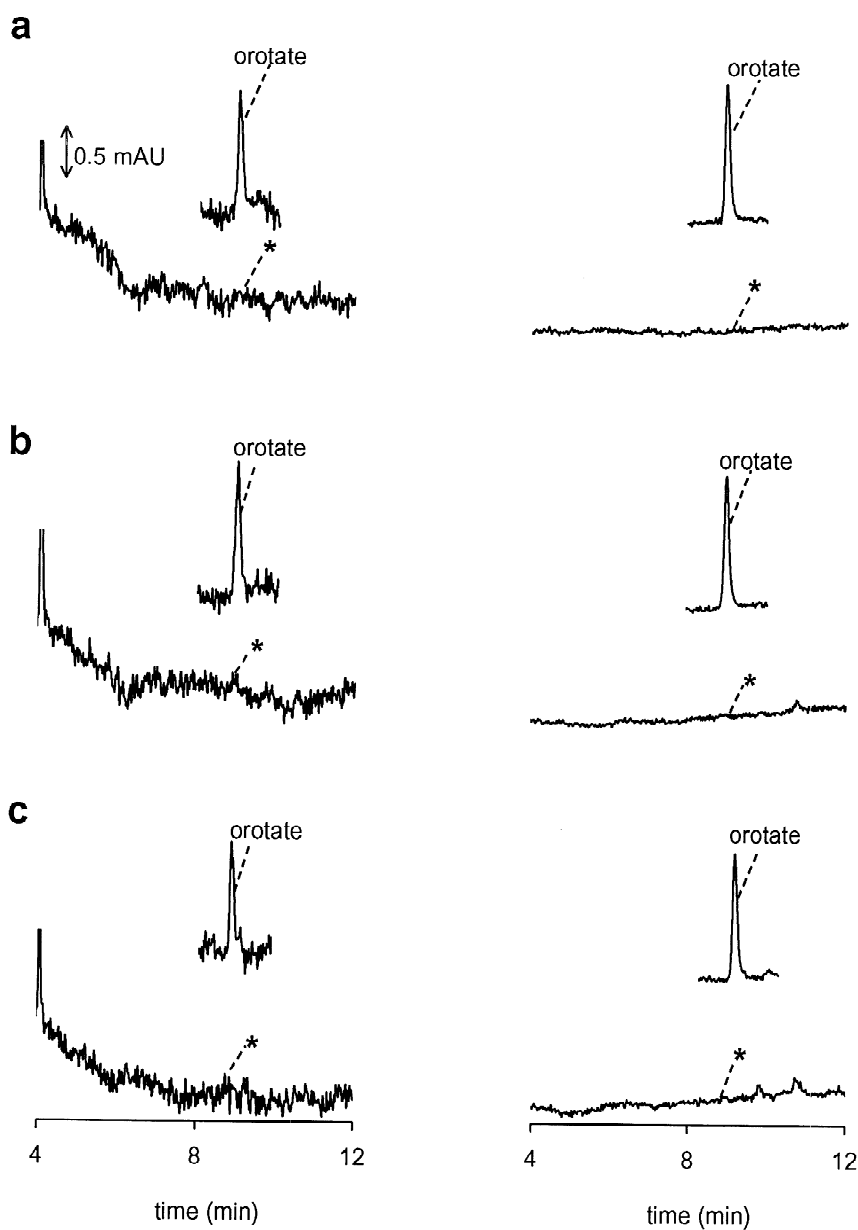 a
orotate
orotate
0.5 mAU
*
*
b
orotate
orotate
*
*
c
orotate
orotate
*
*
4 8 12
4 8 12
time (min)
time (min)